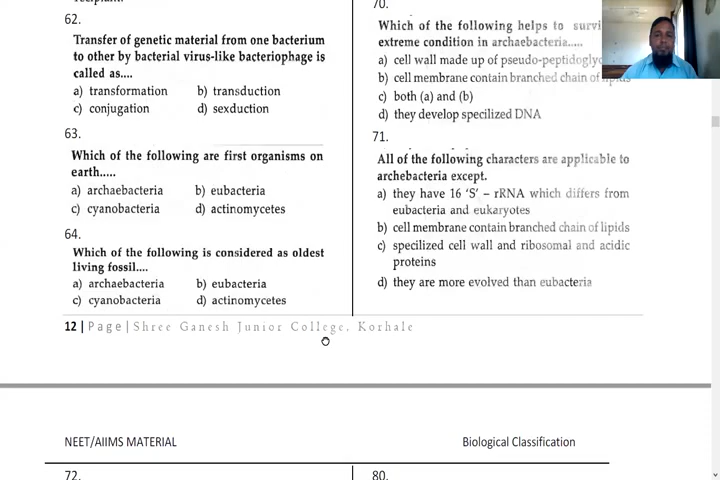 recipient.
62.
Transfer of genetic material from one bacterium
to other by bacterial virus-like bacteriophage is
called as....
a) transformation b) transduction
c) conjugation d) sexduction
63.
Which of the following are first organisms on
earth.....
a) archaebacteria b) eubacteria
c) cyanobacteria d) actinomycetes
64.
Which of the following is considered as oldest
living fossil....
a) archaebacteria b) eubacteria
c) cyanobacteria d) actinomycetes
70.
Which of the following helps to
extreme condition in archaebacteria.....
a) cell wall made up of
b) cell membrane contain branched chain of lipids
c) both (a) and (b)
d) they develop specilized DNA
71.
All of the following characters are applicable to
archebacteria except.
a) they have 16 ‘S’ – rRNA which differs from
eubacteria and eukaryotes
b) cell membrane contain branched chain of lipids
c) specilized cell wall and ribosomal and acidic
proteins
d) they are more evolved than eubacteria
12 | Page | Shree Ganesh Junior College, Korhale
NEET/AIIMS MATERIAL Biological Classification
72.
80.